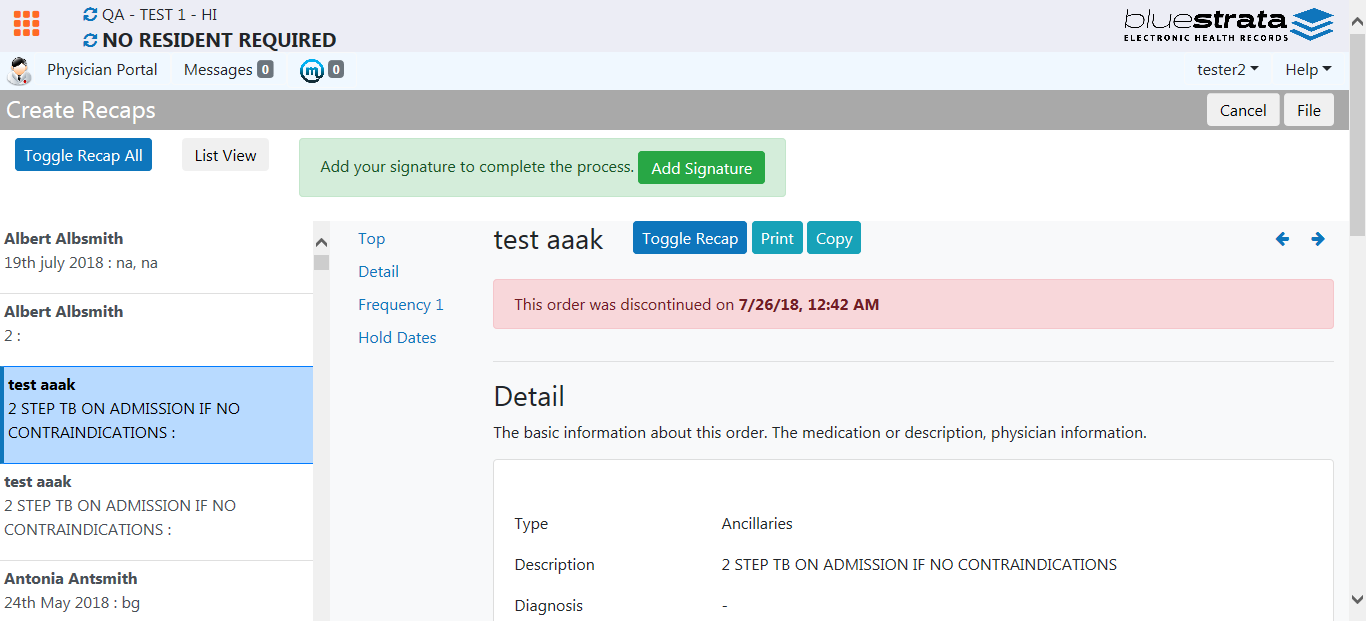 QA - TEST 1 - HI
NO RESIDENT REQUIRED
bluestrata
ELECTRONIC HEALTH RECORDS
Physician Portal Messages 0 m 0 tester2 Help
Create Recaps Cancel File
Toggle Recap All List View Add your signature to complete the process. Add Signature
Albert Albsmith
19th july 2018 : na, na
Albert Albsmith
2 :
test aaak
2 STEP TB ON ADMISSION IF NO
CONTRAINDICATIONS :
test aaak
2 STEP TB ON ADMISSION IF NO
CONTRAINDICATIONS :
Antonia Antsmith
24th May 2018 : bg
Top
Detail
Frequency 1
Hold Dates
test aaak Toggle Recap Print Copy
This order was discontinued on 7/26/18, 12:42 AM
Detail
The basic information about this order. The medication or description, physician information.
Type Ancillaries
Description 2 STEP TB ON ADMISSION IF NO CONTRAINDICATIONS
Diagnosis -